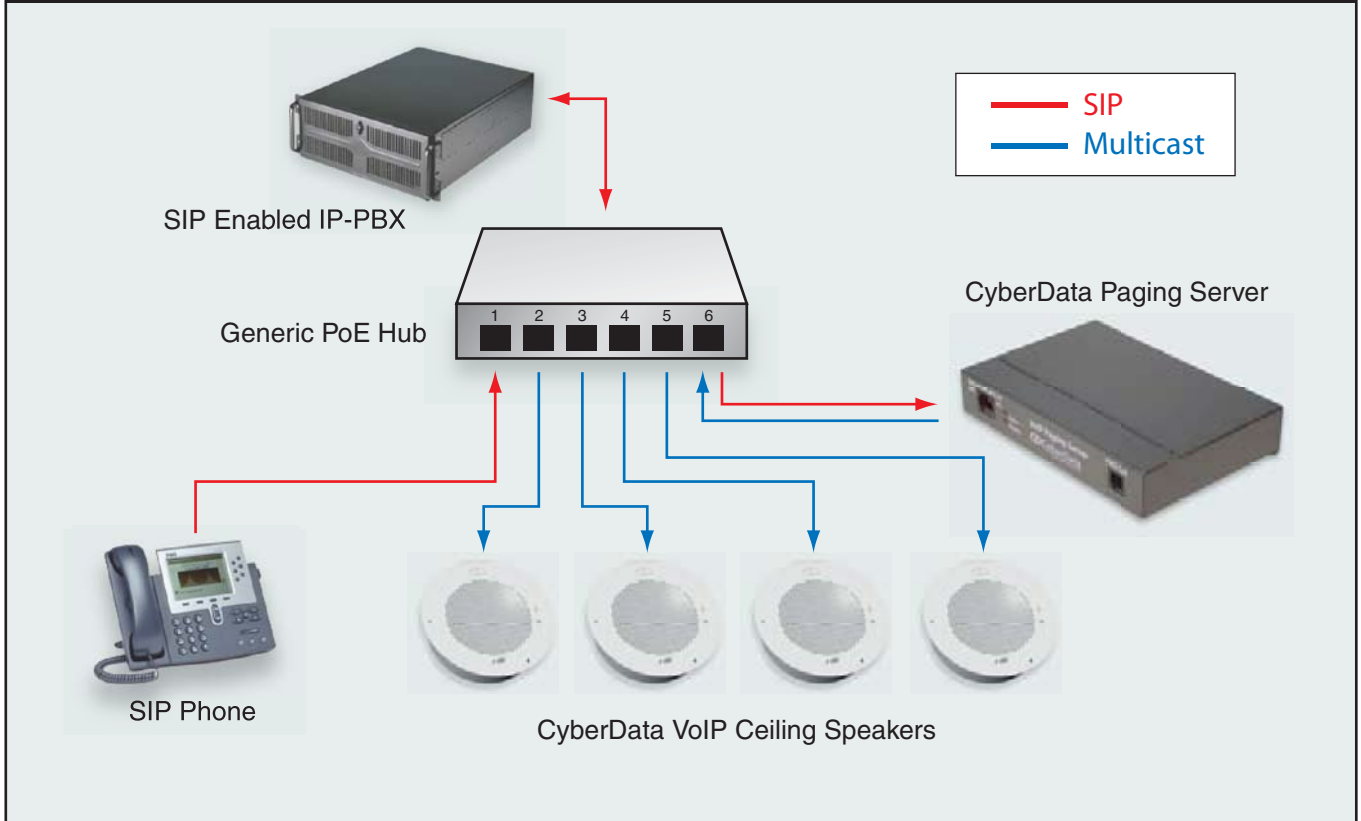 SIP
Multicast
SIP Enabled IP-PBX
CyberData Paging Server
Generic PoE Hub
1 2 3 4 5 6
SIP Phone
CyberData VoIP Ceiling Speakers